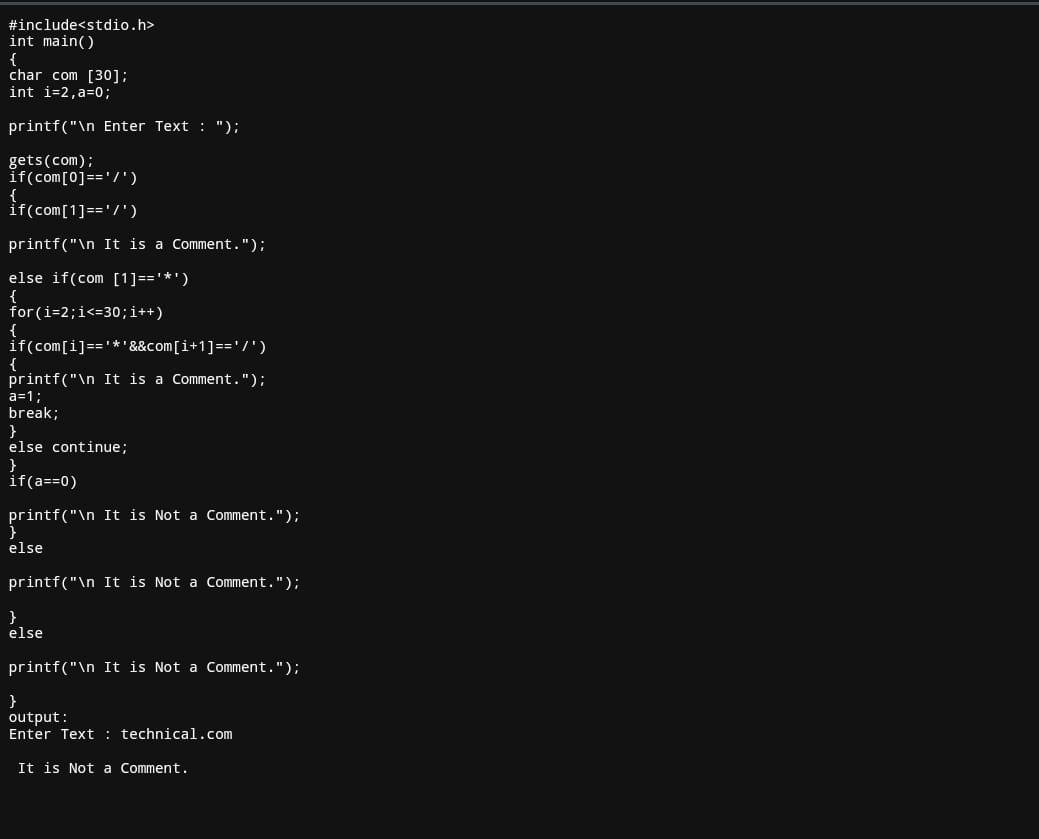 #include<stdio.h>
int main()
{
char com [30];
int i=2,a=0;
printf("\n Enter Text : ");
gets(com);
if(com[0]=='/')
{
if(com[1]=='/')
printf("\n It is a Comment.");
else if(com [1]=='*')
{
for(i=2;i<=30;i++)
{
if(com[i]=='*'&&com[i+1]=='/')
{
printf("\n It is a Comment.");
a=1;
break;
}
else continue;
}
if(a==0)
printf("\n It is Not a Comment.");
}
else
printf("\n It is Not a Comment.");
}
else
printf("\n It is Not a Comment.");
}
output:
Enter Text : technical.com
It is Not a Comment.